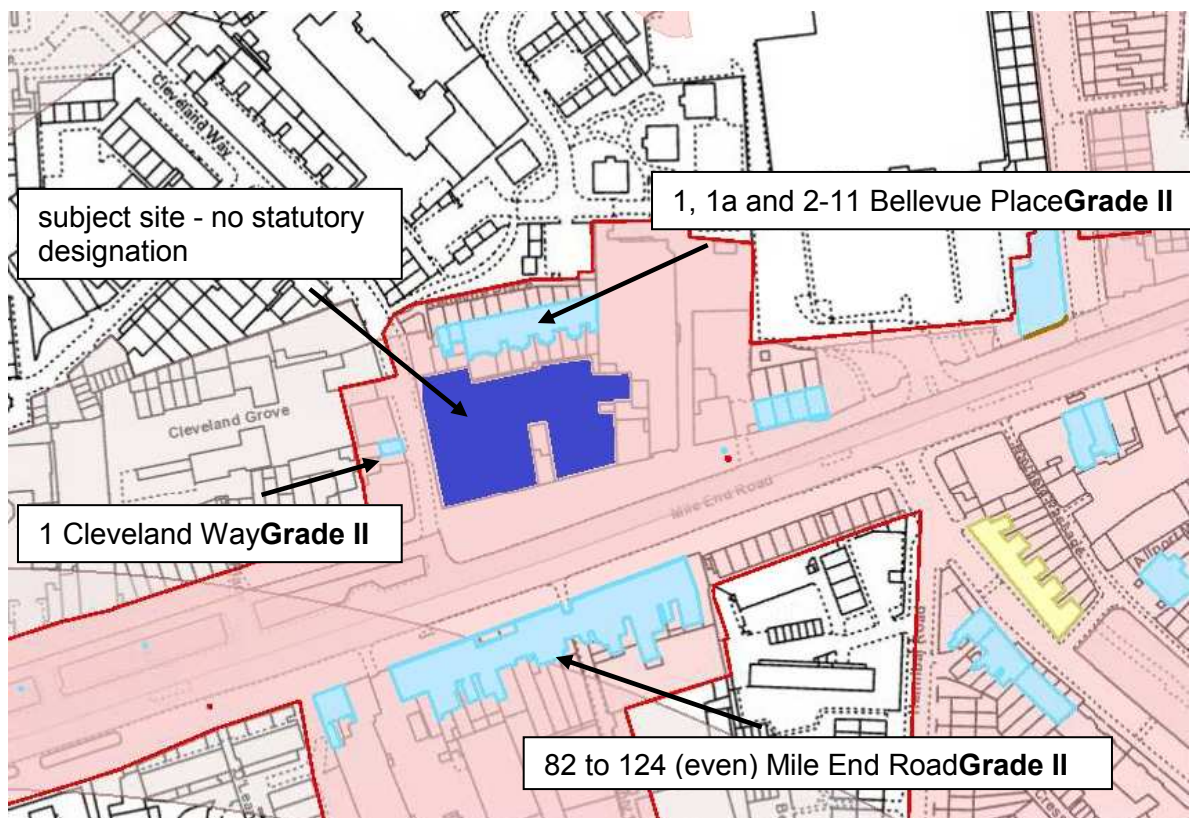 Cleveland Way
subject site - no statutory
designation
1, 1a and 2-11 Bellevue PlaceGrade II
Cleveland Grove
1 Cleveland WayGrade II
Mile End Road
82 to 124 (even) Mile End RoadGrade II